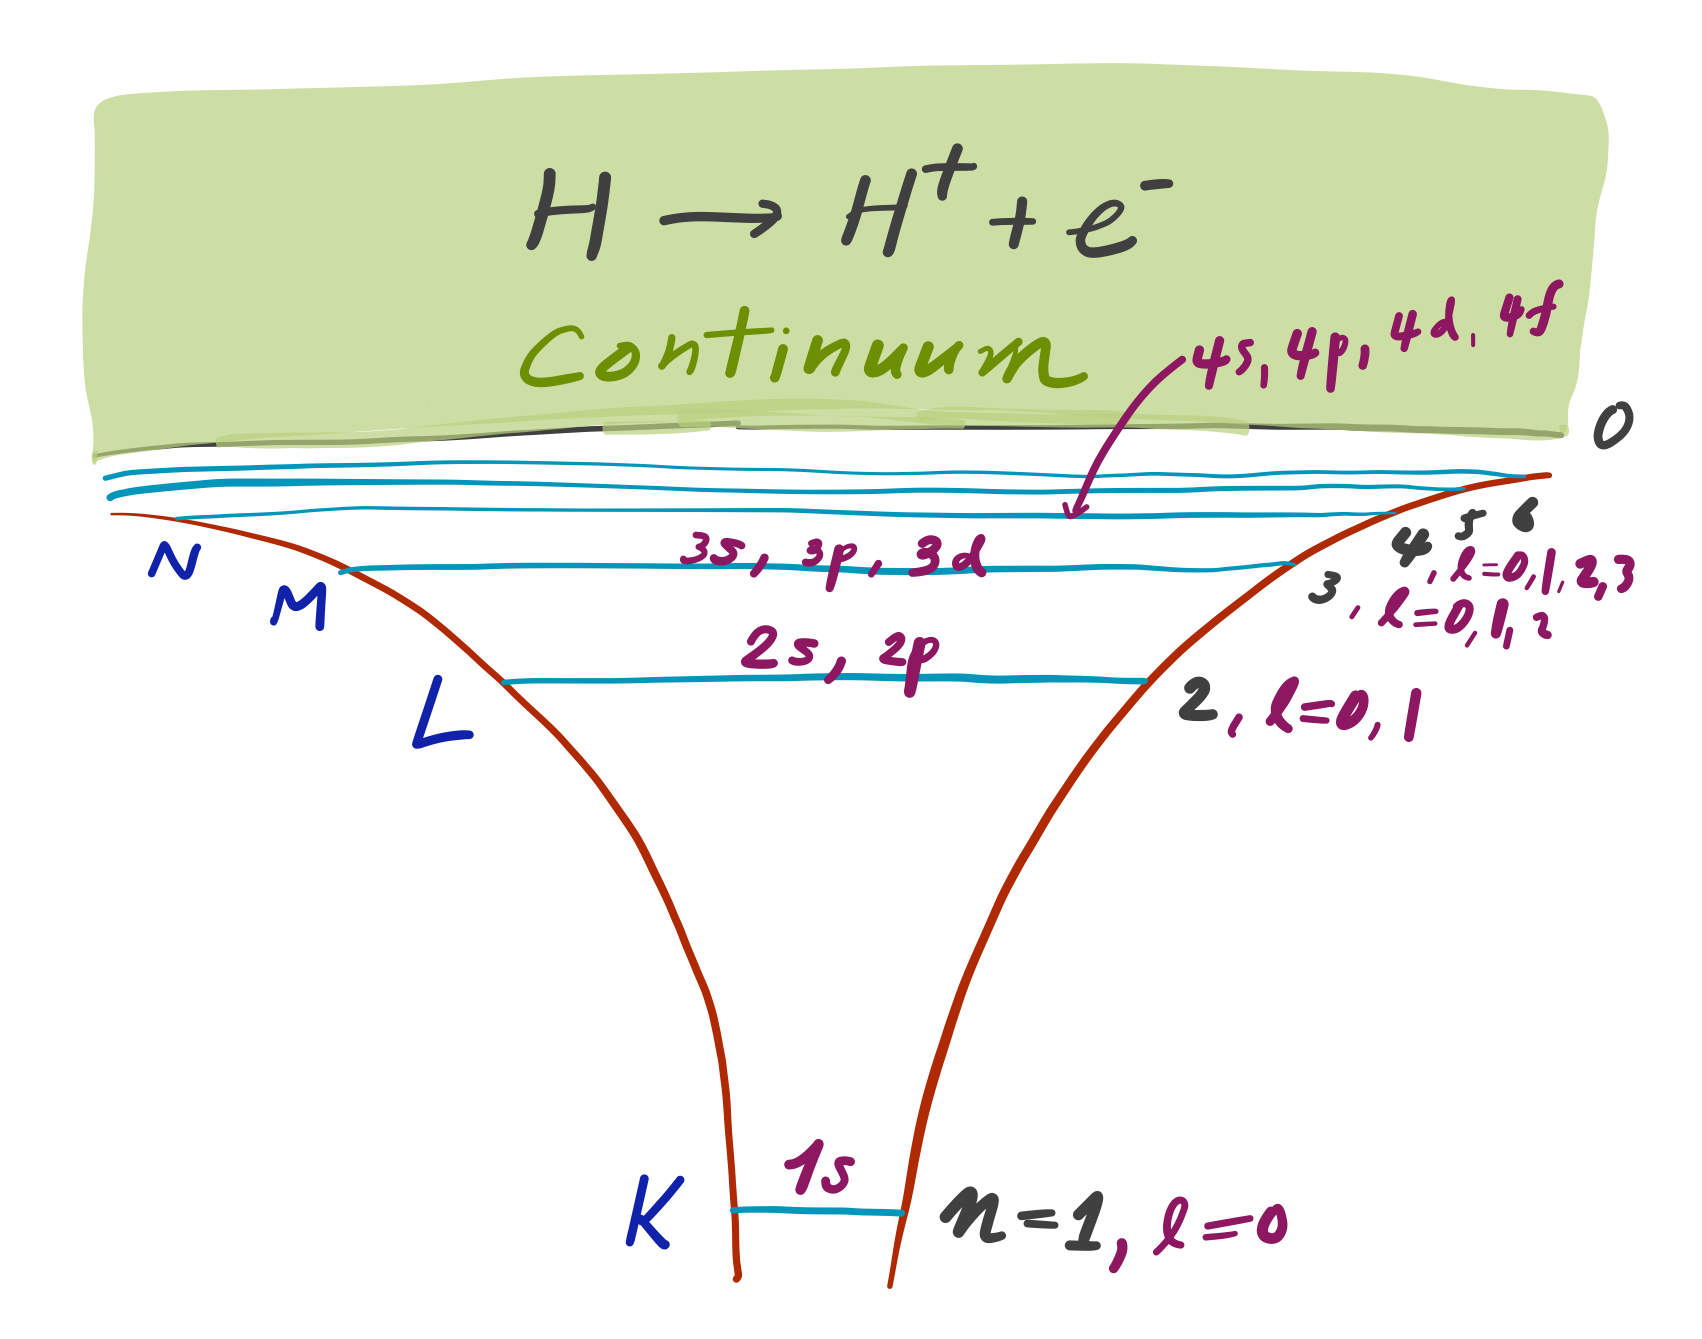 H → H⁺ + e⁻
Continuum
4s, 4p, 4d, 4f
0
N
3s, 3p, 3d
6
5
4, l=0,1,2,3
M
3, l=0,1,2
L
2s, 2p
2, l=0,1
K
1s
n=1, l=0